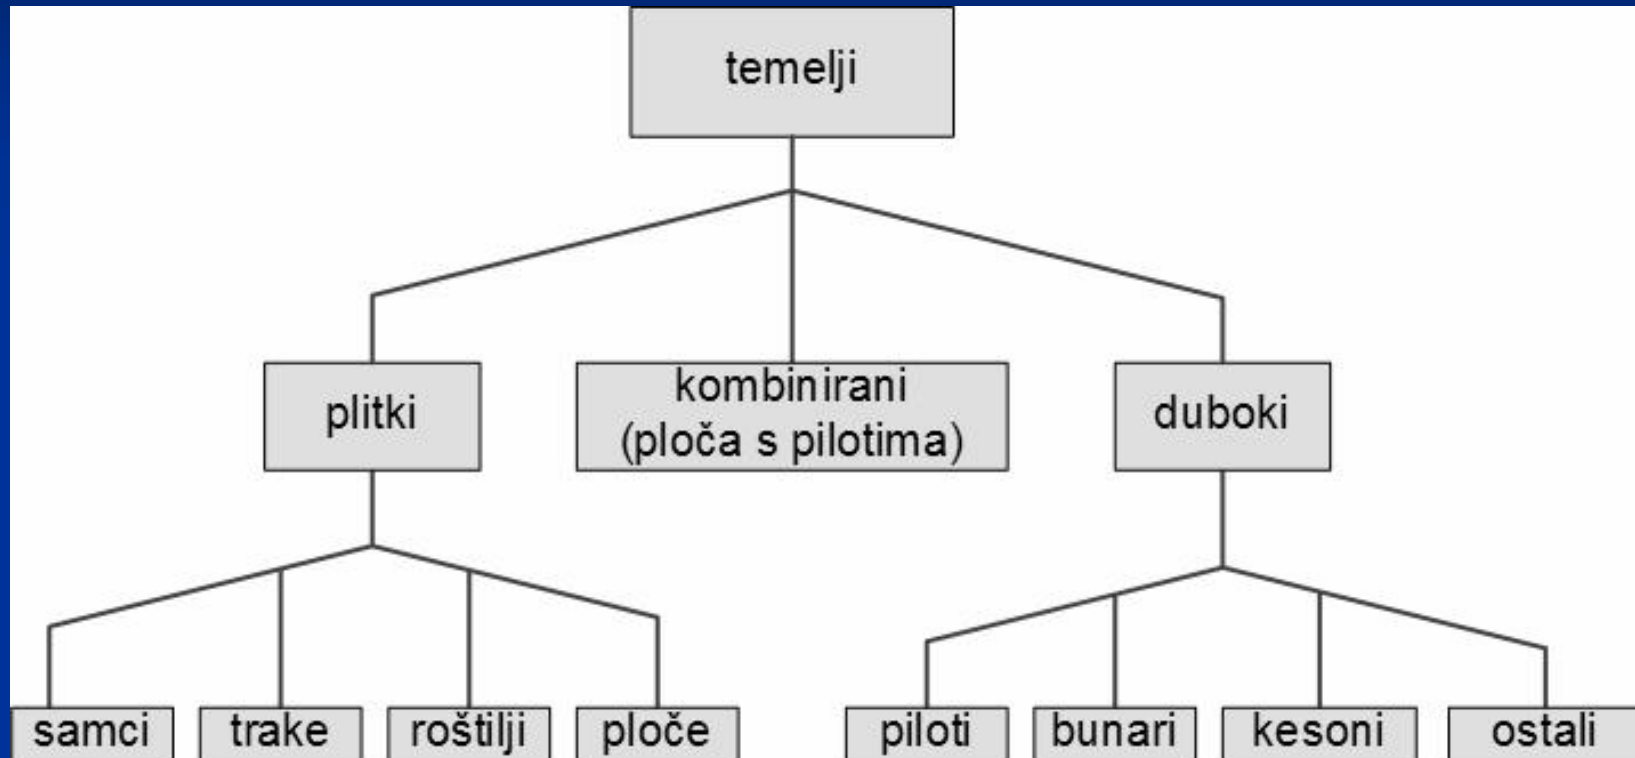 temelji
plitki
kombinirani
(ploča s pilotima)
duboki
samci
trake
roštilji
ploče
piloti
bunari
kesoni
ostali